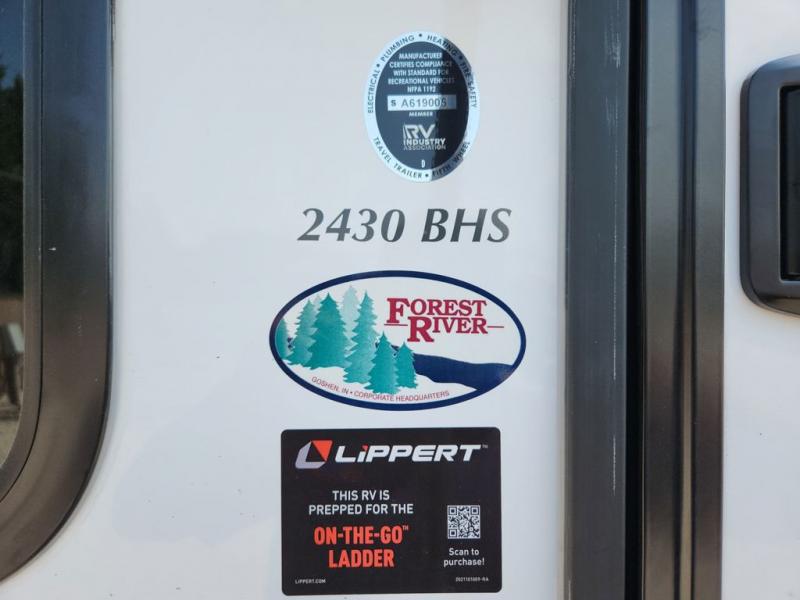 ELECTRICAL • PLUMBING • HEATING • FIRE SAFETY
MANUFACTURER
CERTIFIES COMPLIANCE
WITH STANDARD FOR
RECREATIONAL VEHICLES
NFPA 1192
S A619005
MEMBER
RV
INDUSTRY
ASSOCIATION
D
TRAVEL TRAILER • FIFTH WHEEL
2430 BHS
FOREST
RIVER
GOSHEN, IN • CORPORATE HEADQUARTERS
LiPPERT™
THIS RV IS
PREPPED FOR THE
ON-THE-GO™
LADDER
Scan to
purchase!
LIPPERT.COM